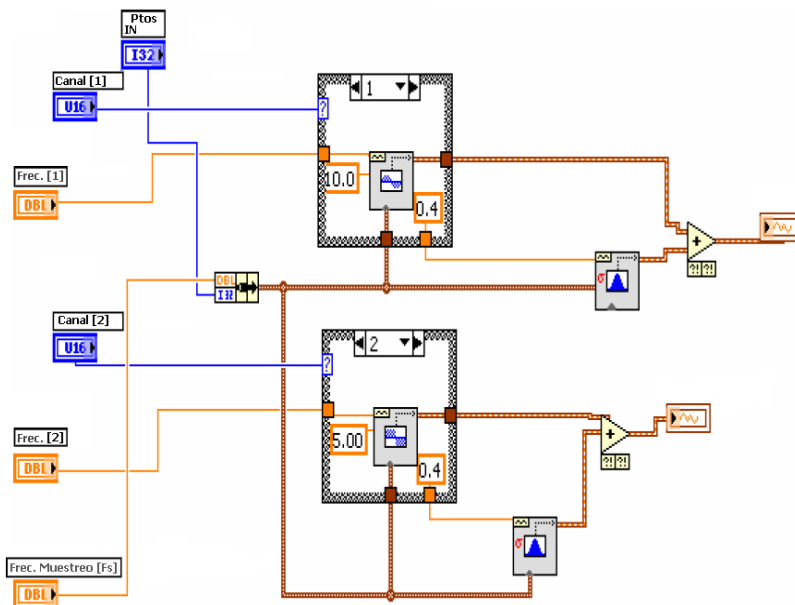 Ptos
IN
I32
Canal [1]
U16
1
?
Frec. [1]
DBL
10.0
0.4
+
?! ?!
σ
DBL
I32
Canal [2]
U16
2
?
Frec. [2]
DBL
5.00
0.4
+
?! ?!
σ
Frec. Muestreo [Fs]
DBL